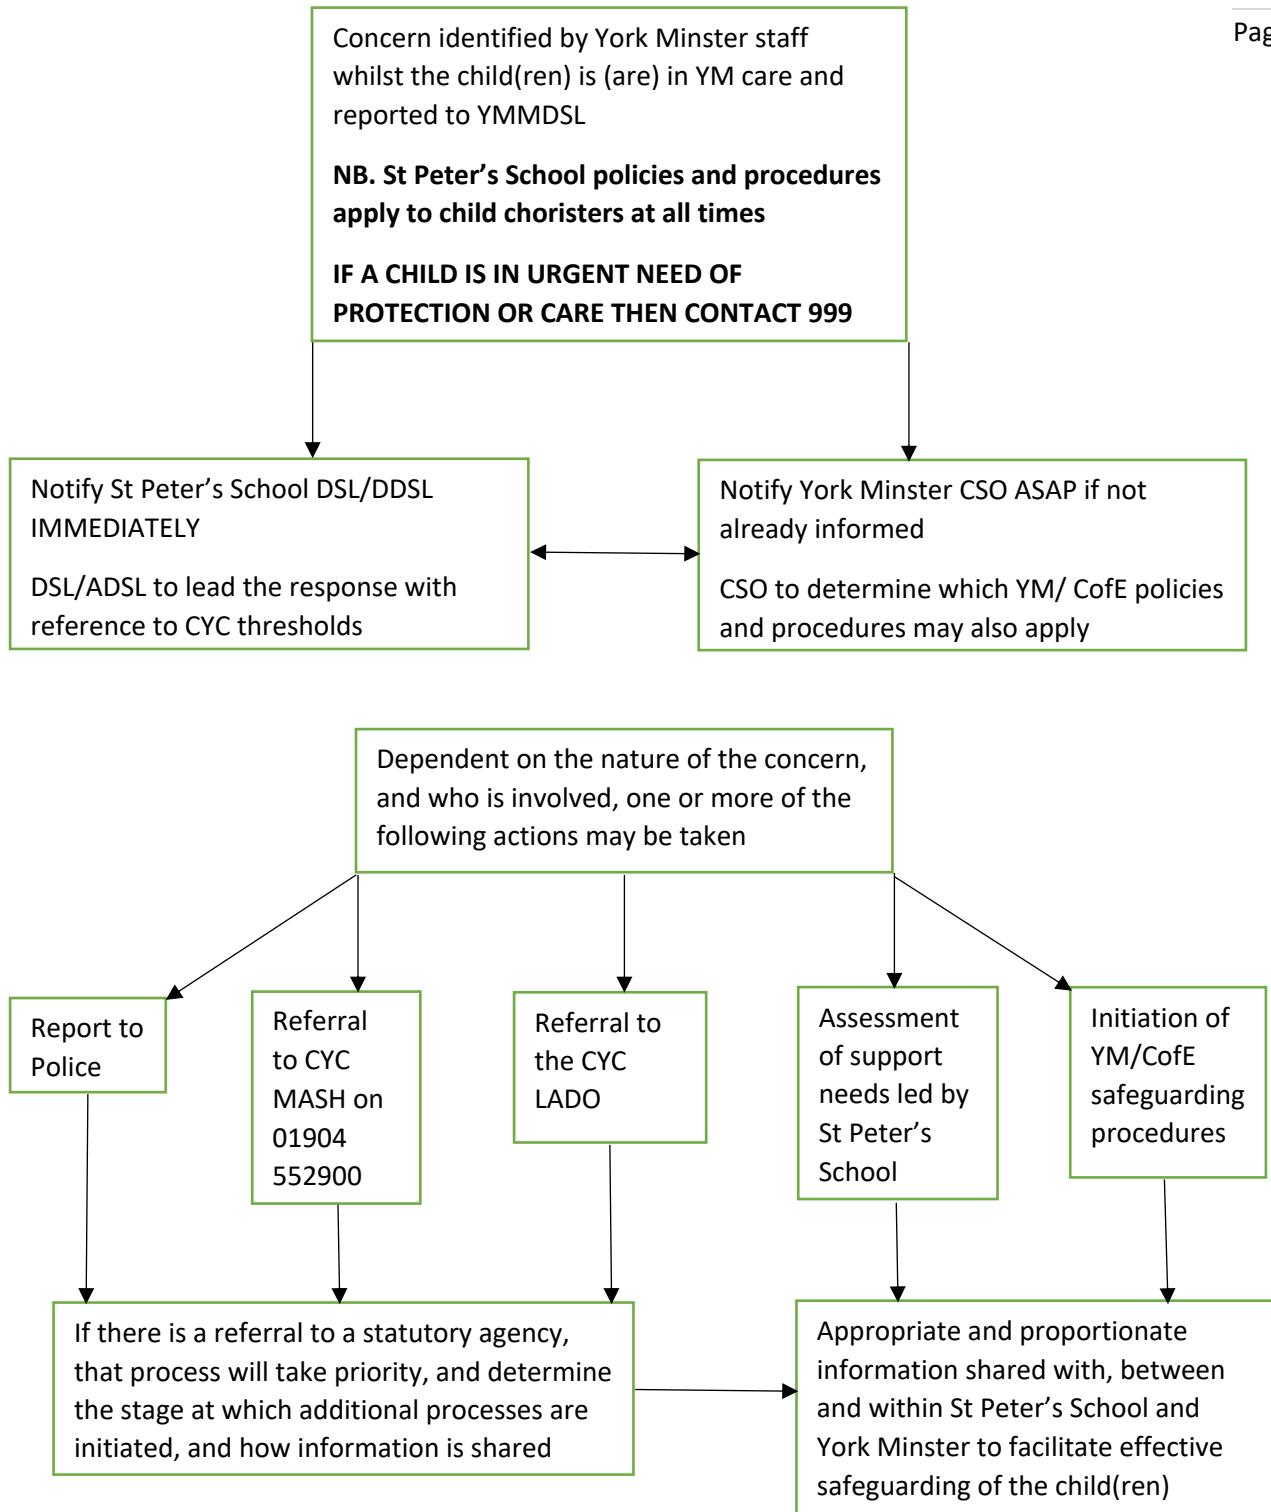 Pag
Concern identified by York Minster staff
whilst the child(ren) is (are) in YM care and
reported to YMMDSL
NB. St Peter’s School policies and procedures
apply to child choristers at all times
IF A CHILD IS IN URGENT NEED OF
PROTECTION OR CARE THEN CONTACT 999
Notify St Peter’s School DSL/DDSL
IMMEDIATELY
DSL/ADSL to lead the response with
reference to CYC thresholds
Notify York Minster CSO ASAP if not
already informed
CSO to determine which YM/ CofE policies
and procedures may also apply
Dependent on the nature of the concern,
and who is involved, one or more of the
following actions may be taken
Report to
Police
Referral
to CYC
MASH on
01904
552900
Referral to
the CYC
LADO
Assessment
of support
needs led by
St Peter’s
School
Initiation of
YM/CofE
safeguarding
procedures
If there is a referral to a statutory agency,
that process will take priority, and determine
the stage at which additional processes are
initiated, and how information is shared
Appropriate and proportionate
information shared with, between
and within St Peter’s School and
York Minster to facilitate effective
safeguarding of the child(ren)